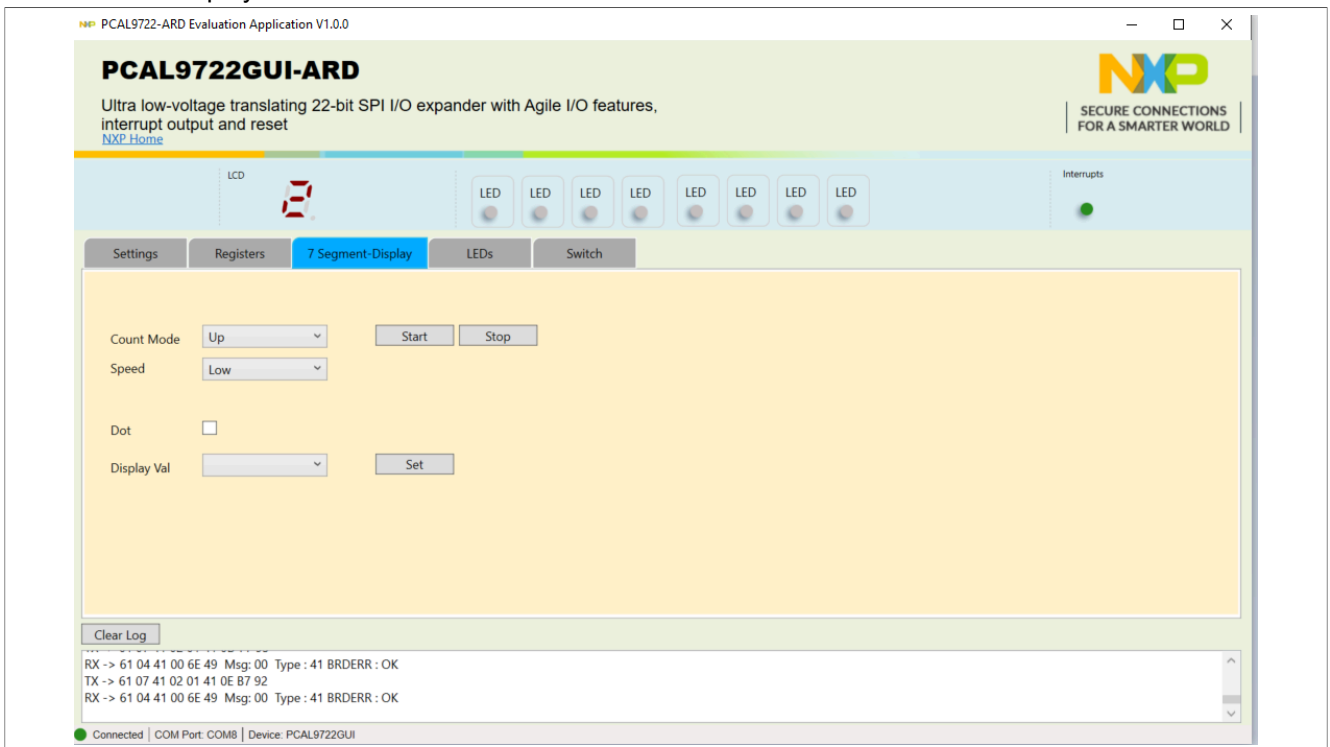 PCAL9722-ARD Evaluation Application V1.0.0
PCAL9722GUI-ARD
Ultra low-voltage translating 22-bit SPI I/O expander with Agile I/O features,
interrupt output and reset
NXP Home
NXP
SECURE CONNECTIONS
FOR A SMARTER WORLD
LCD
2.
LED LED LED LED LED LED LED LED
Interrupts
Settings Registers 7 Segment-Display LEDs Switch
Count Mode Up Start Stop
Speed Low
Dot
Display Val Set
Clear Log
RX -> 61 04 41 00 6E 49 Msg: 00 Type : 41 BRDERR : OK
TX -> 61 07 41 02 01 41 0E B7 92
RX -> 61 04 41 00 6E 49 Msg: 00 Type : 41 BRDERR : OK
Connected | COM Port: COM8 | Device: PCAL9722GUI